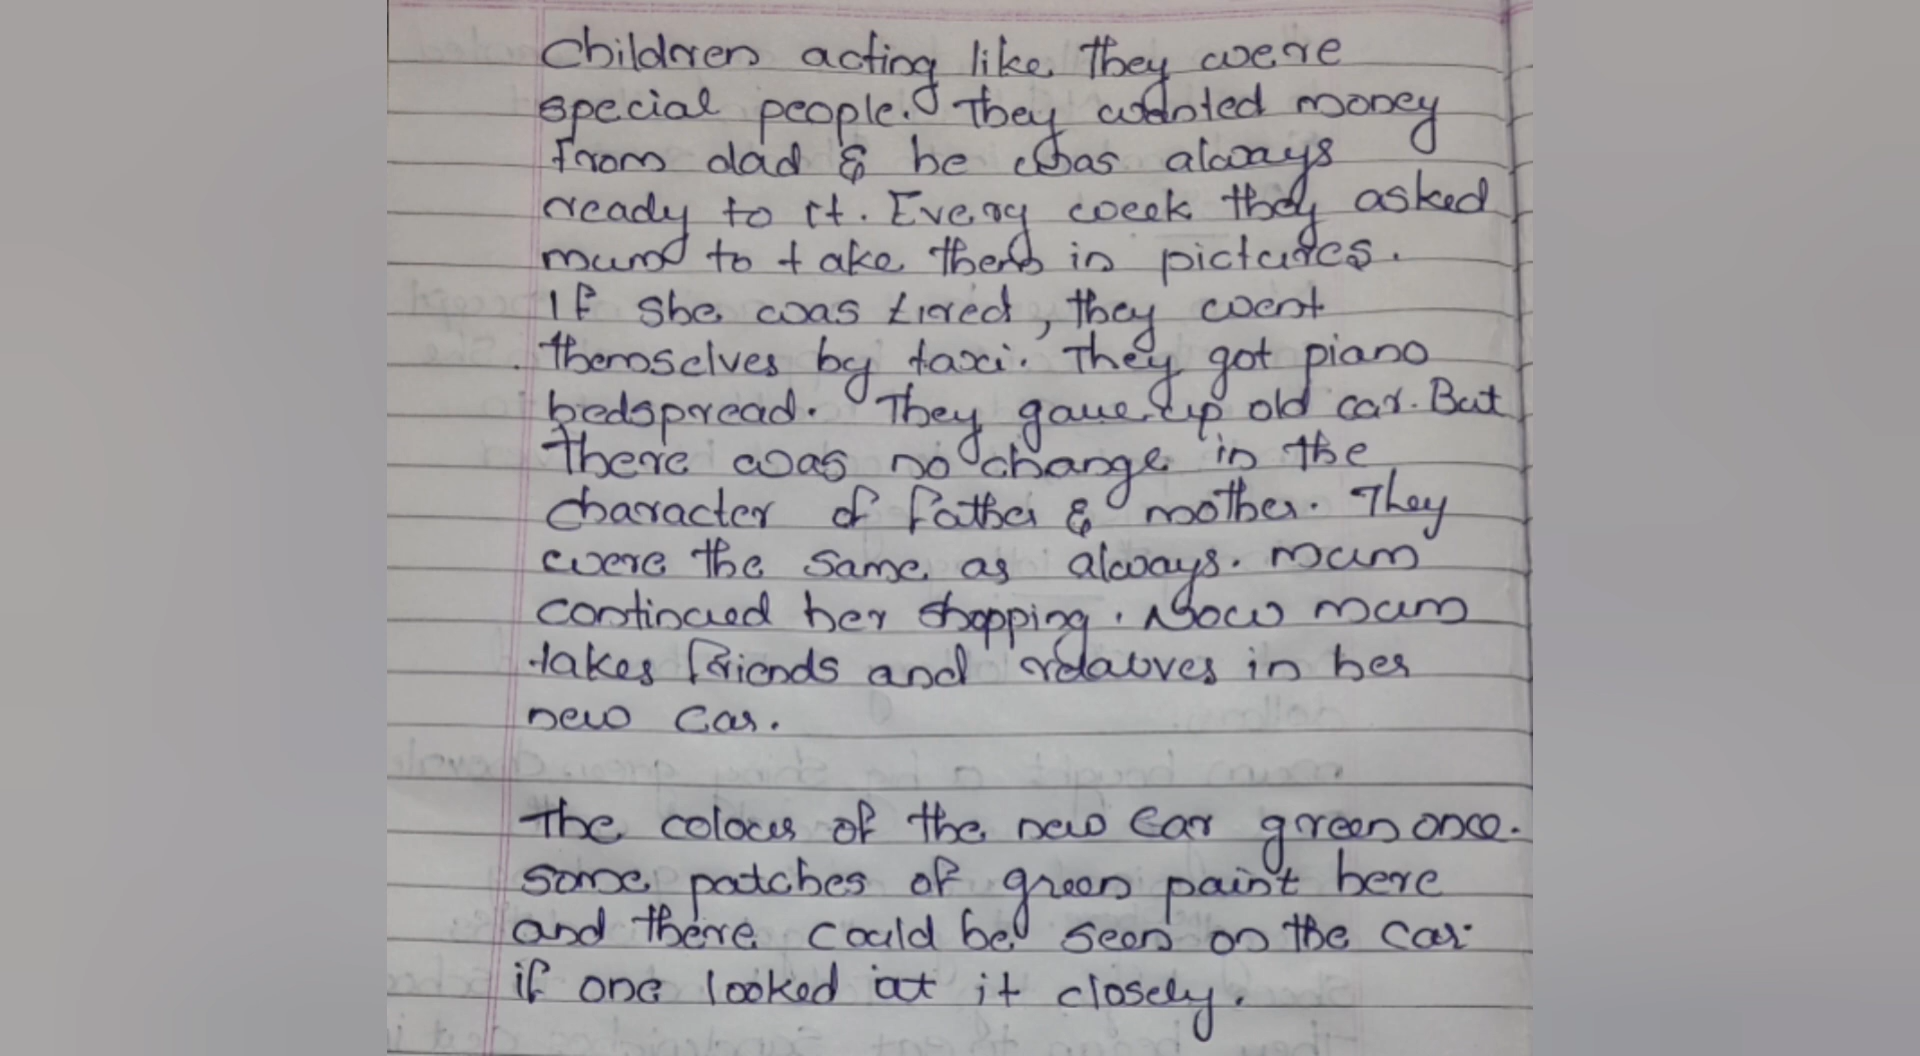 Children acting like they were
special people. They wanted money
from dad & he was always
ready to it. Every week they asked
mum to take them in pictures.
If she was tired, they went
themselves by taxi. They got piano
bedspread. They gave up old car. But
There was no change in the
character of father & mother. They
were the same as always. Mum
continued her shopping. Now mum
takes friends and relatives in her
new car.
The colour of the new car green once.
some patches of green paint here
and there could be seen on the car
if one looked at it closely.